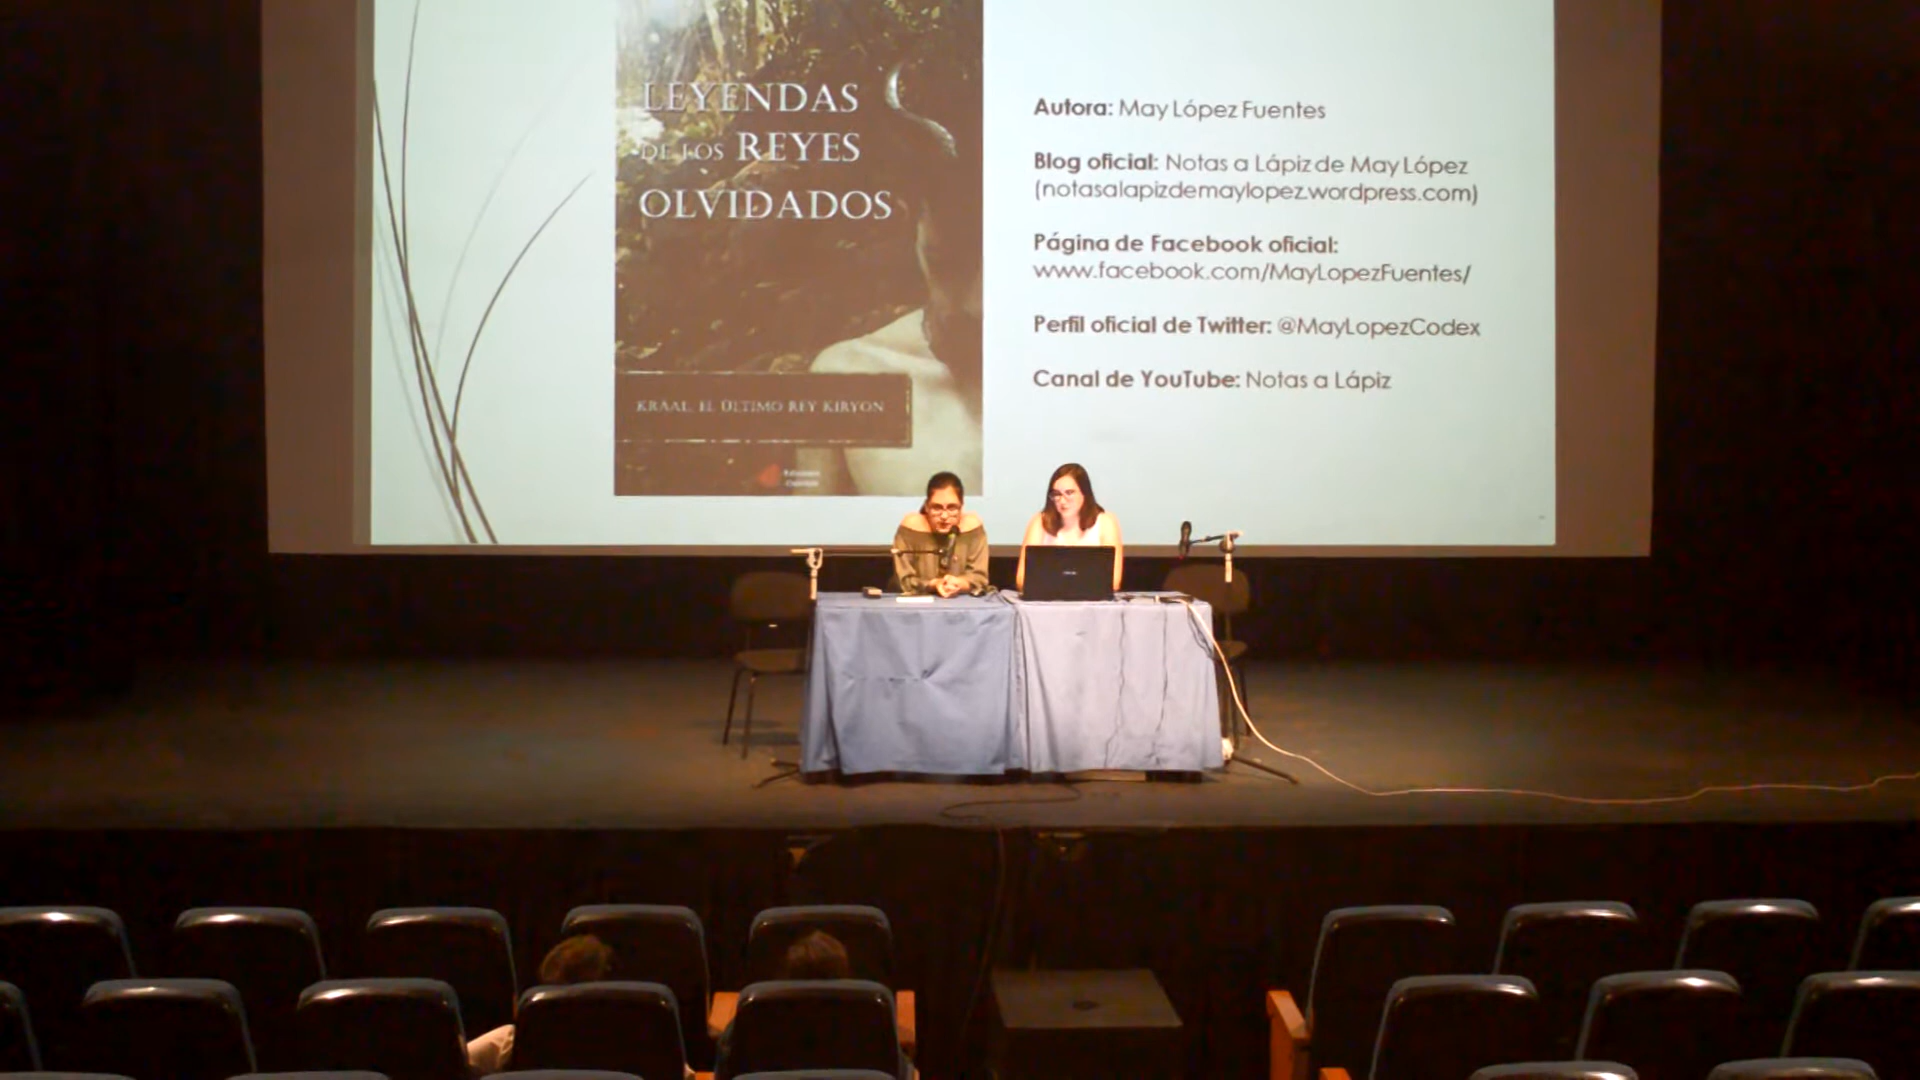 LEYENDAS
DE LOS REYES
OLVIDADOS
KRAAL, EL ÚLTIMO REY KIRYON
Autora: May López Fuentes
Blog oficial: Notas a Lápiz de May López
(notasalapizdemaylopez.wordpress.com)
Página de Facebook oficial:
www.facebook.com/MayLopezFuentes/
Perfil oficial de Twitter: @MayLopezCodex
Canal de YouTube: Notas a Lápiz